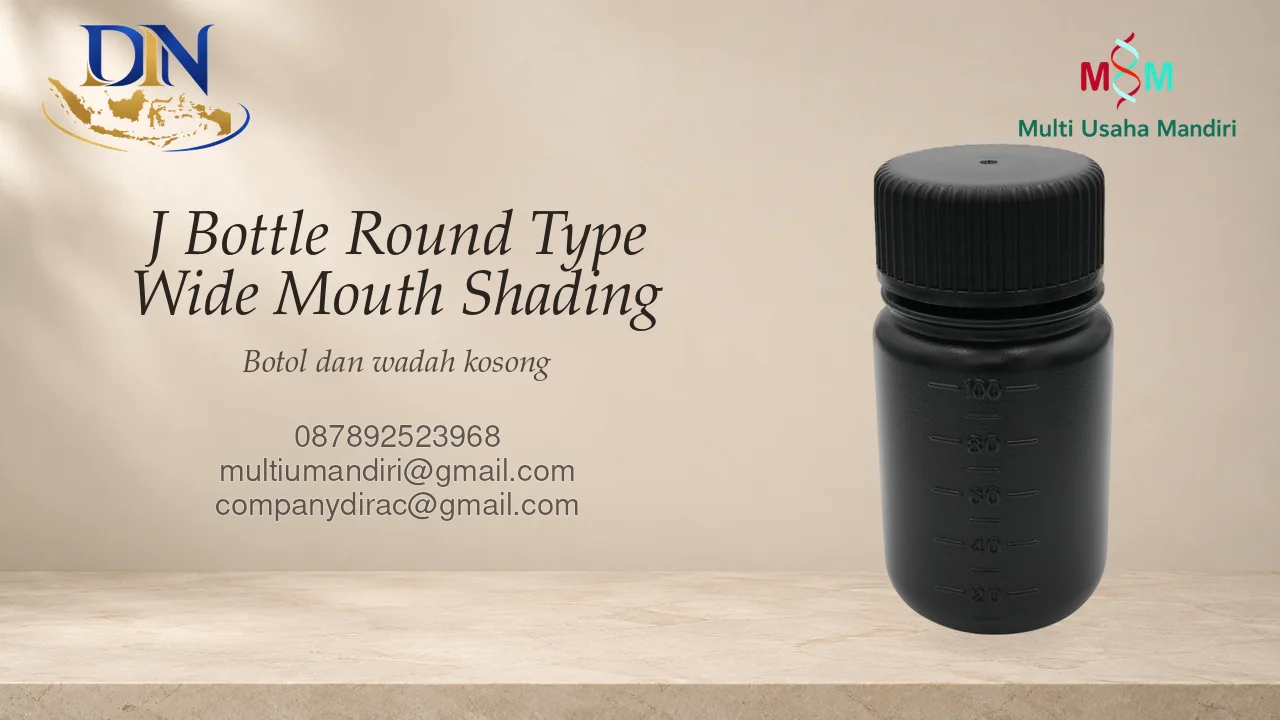 DN
M M
Multi Usaha Mandiri
J Bottle Round Type
Wide Mouth Shading
Botol dan wadah kosong
087892523968
multiumandiri@gmail.com
companydirac@gmail.com
100
80
60
40
20